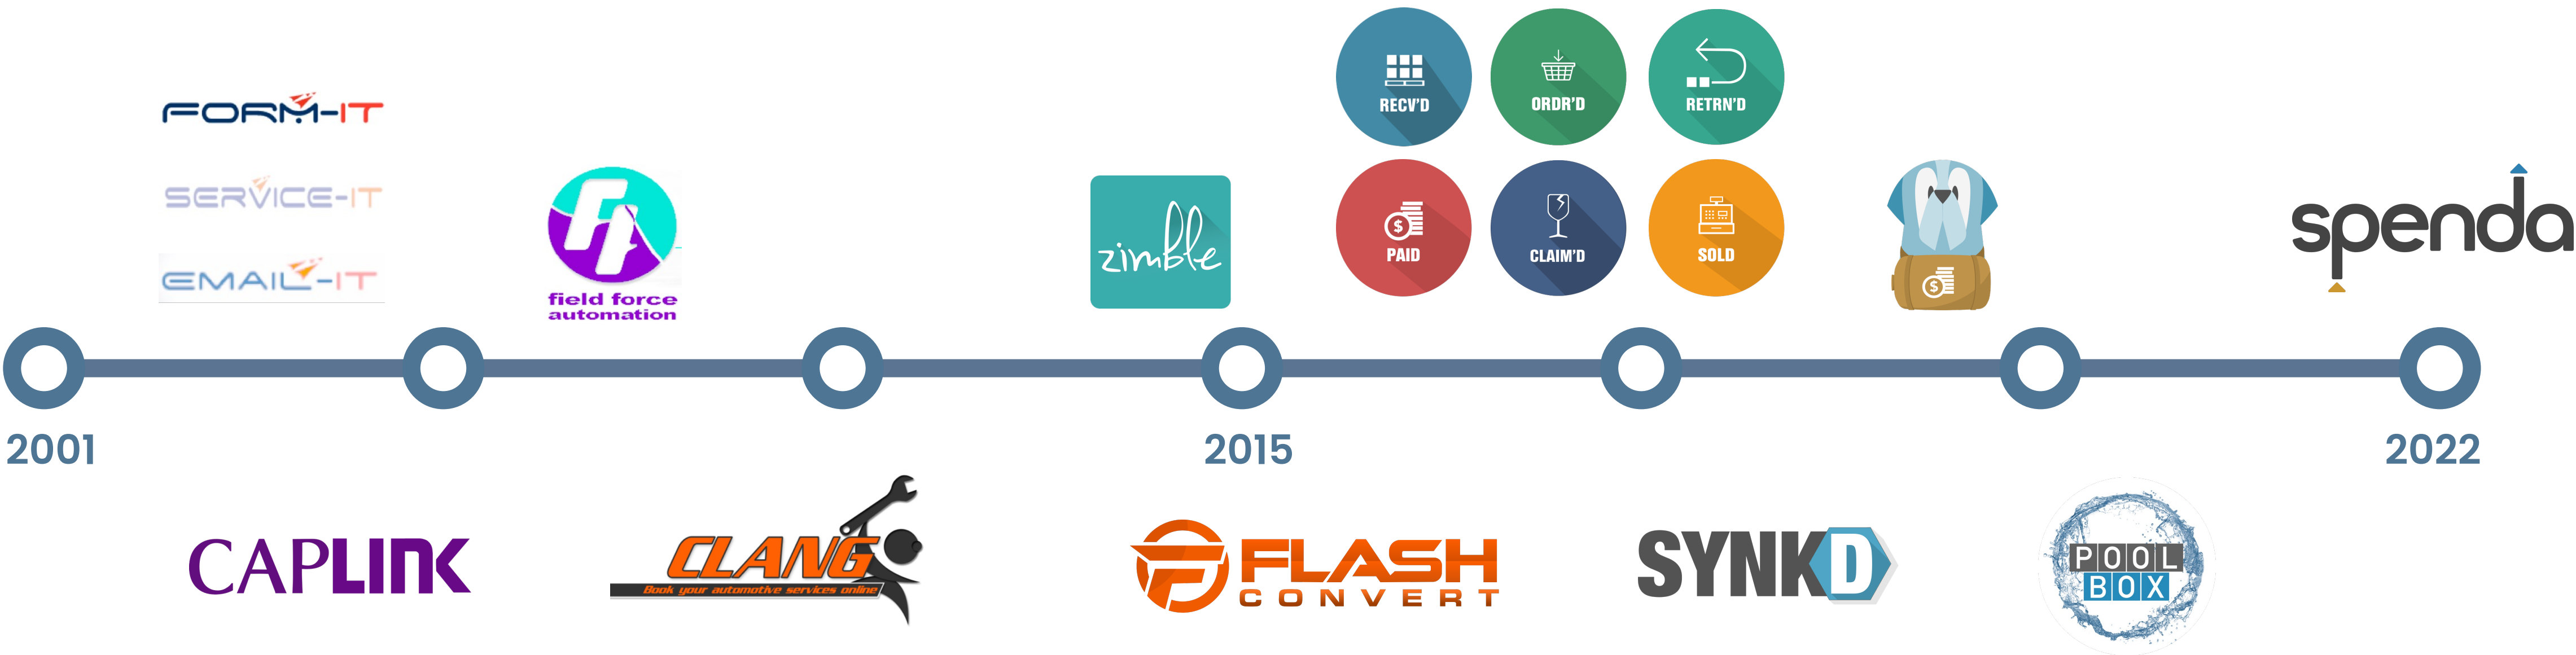 FORM-IT
SERVICE-IT
EMAIL-IT
field force
automation
zimble
RECV'D
ORDR'D
RETRN'D
PAID
CLAIM'D
SOLD
spenda
2001
2015
2022
CAPLINK
CLANG
Book your automotive services online
FLASH
CONVERT
SYNKD
POOL
BOX